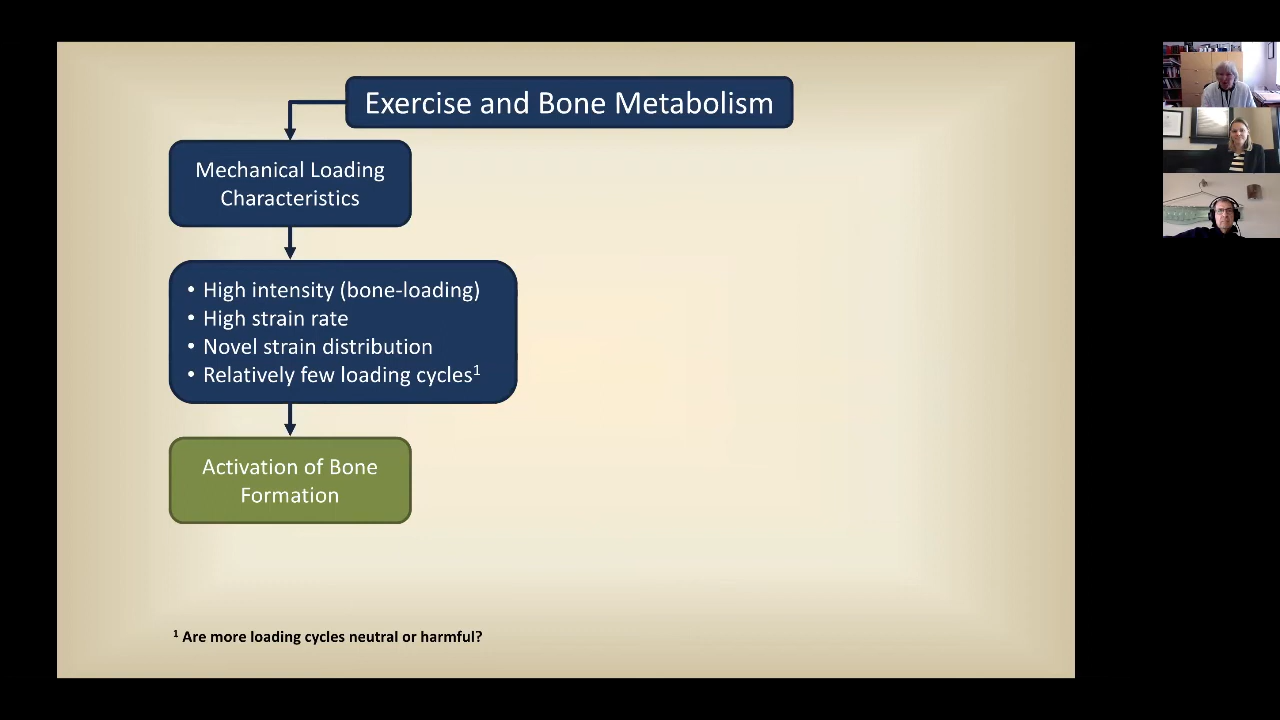 Exercise and Bone Metabolism
Mechanical Loading
Characteristics
• High intensity (bone-loading)
• High strain rate
• Novel strain distribution
• Relatively few loading cycles¹
Activation of Bone
Formation
¹ Are more loading cycles neutral or harmful?